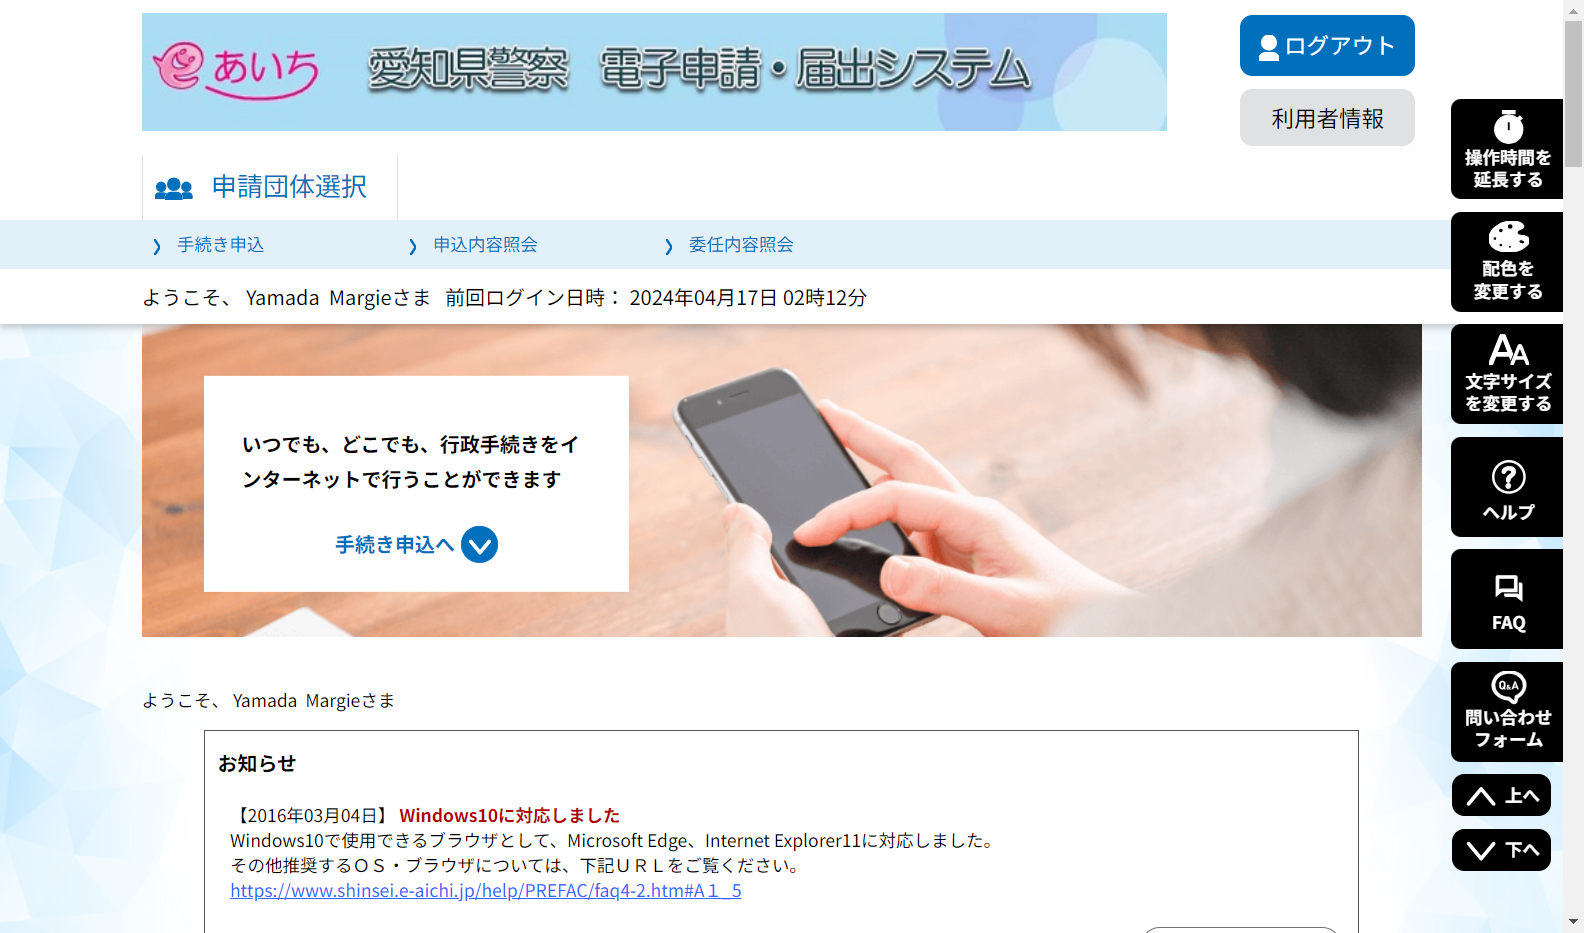 あいち 愛知県警察 電子申請・届出システム
ログアウト
利用者情報
申請団体選択
手続き申込
申込内容照会
委任内容照会
ようこそ、 Yamada Margieさま 前回ログイン日時： 2024年04月17日 02時12分
いつでも、どこでも、行政手続きをイ
ンターネットで行うことができます
手続き申込へ
ようこそ、 Yamada Margieさま
お知らせ
【2016年03月04日】 Windows10に対応しました
Windows10で使用できるブラウザとして、Microsoft Edge、Internet Explorer11に対応しました。
その他推奨するＯＳ・ブラウザについては、下記ＵＲＬをご覧ください。
https://www.shinsei.e-aichi.jp/help/PREFAC/faq4-2.htm#A１_5
操作時間を
延長する
配色を
変更する
文字サイズ
を変更する
ヘルプ
FAQ
Q&A
問い合わせ
フォーム
上へ
下へ